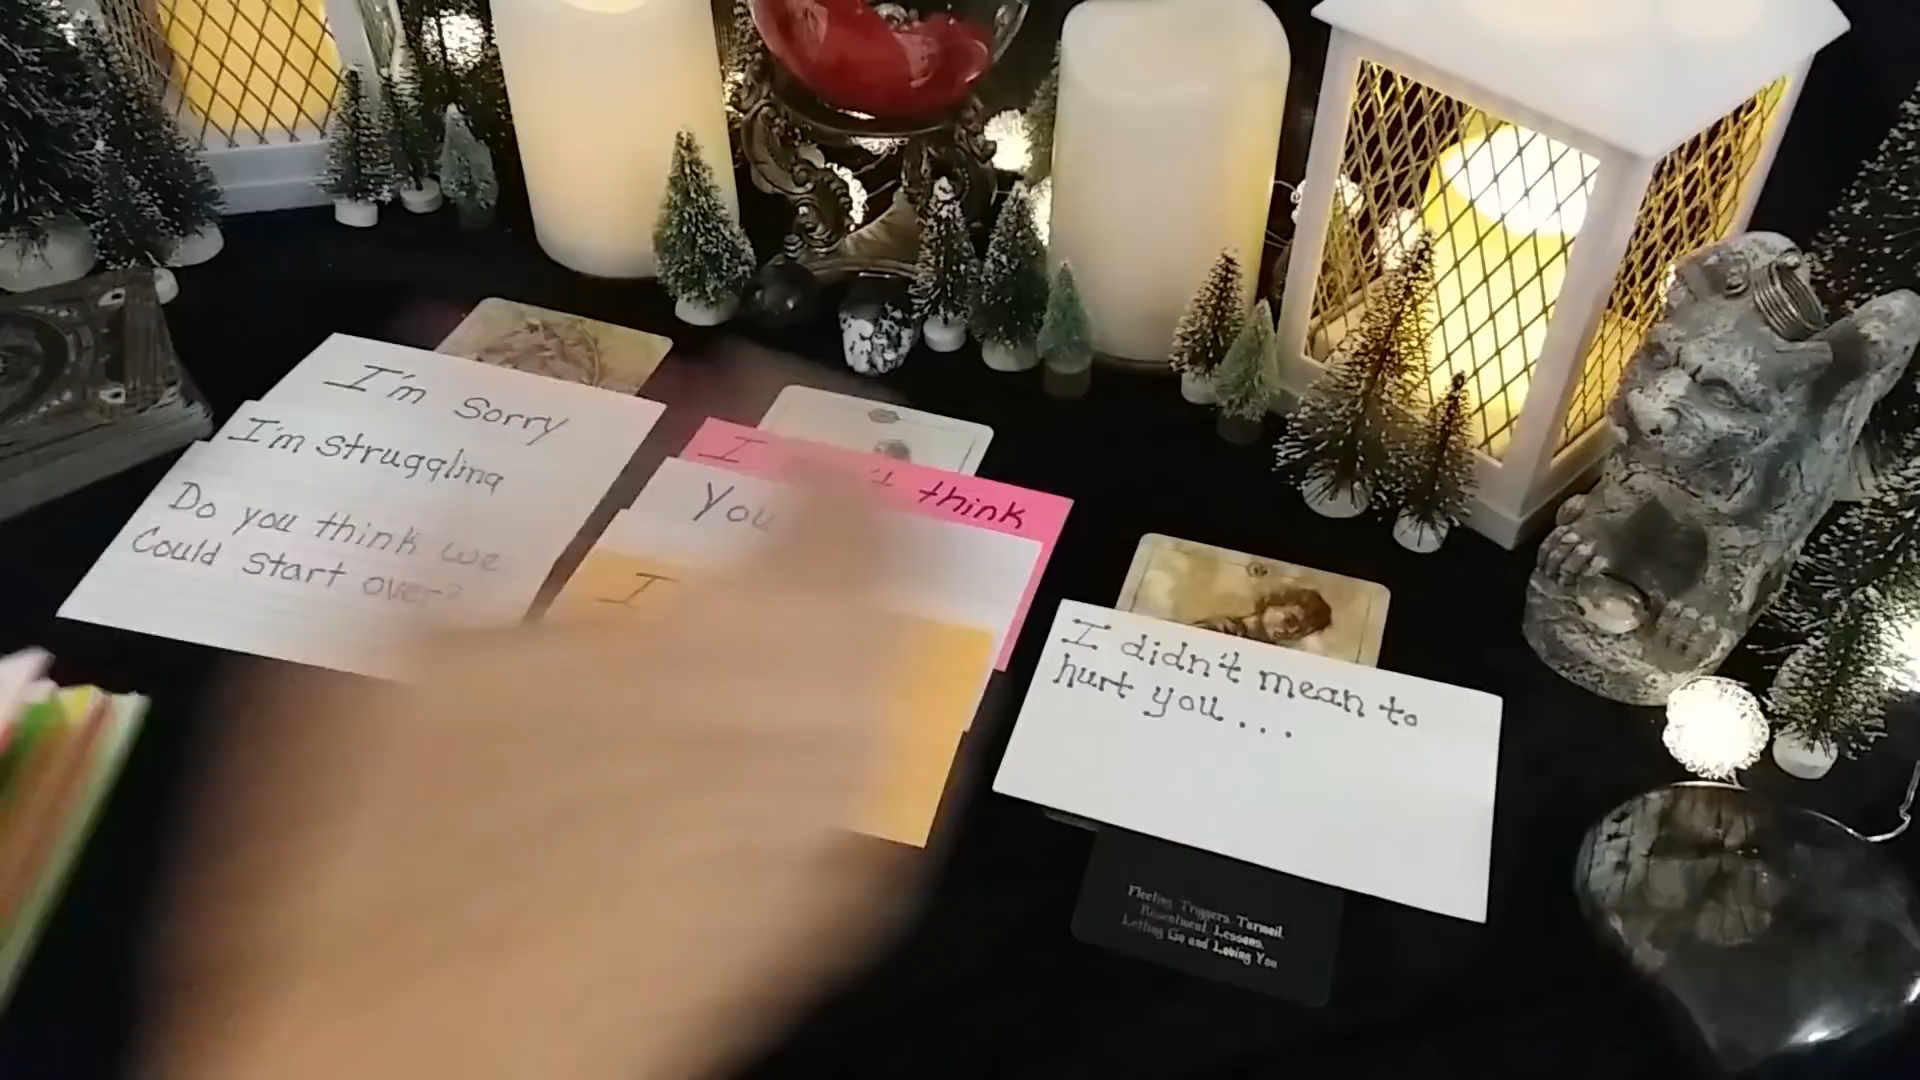 I'm sorry
I'm struggling
Do you think we
Could start over?
I think
You
I
I didn't mean to
hurt you...
Fleeting, Triggers, Turmoil,
Resentment, Lessons,
Letting Go and Loving You